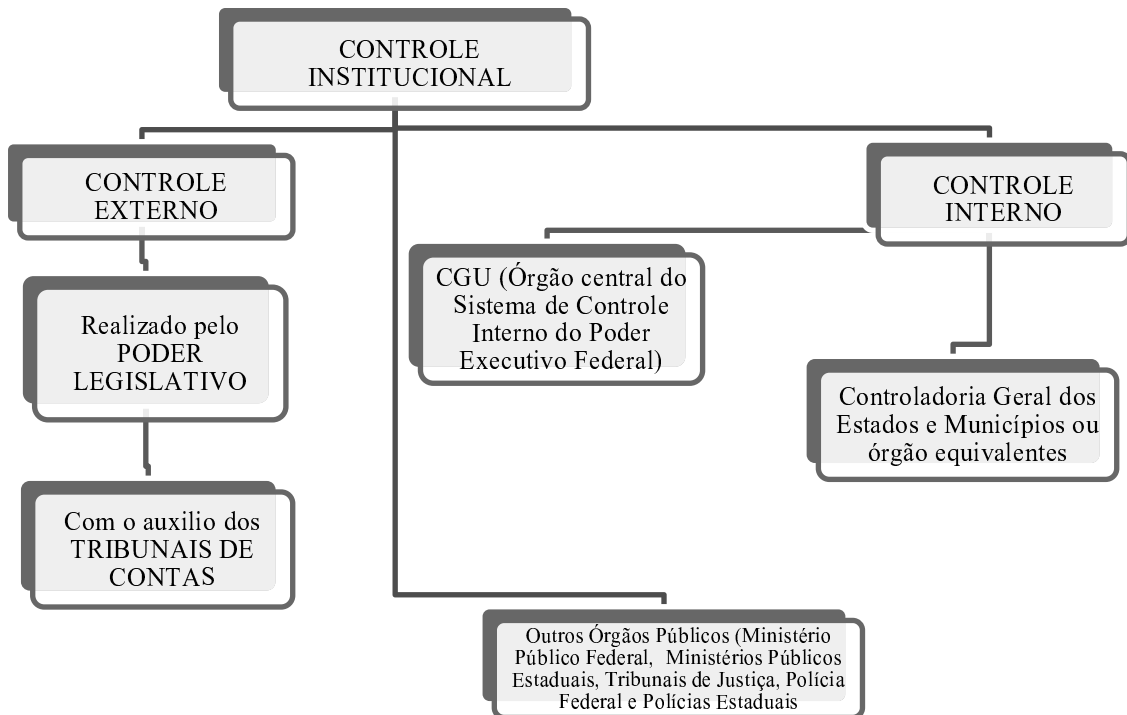 CONTROLE
INSTITUCIONAL
CONTROLE
EXTERNO
Realizado pelo
PODER
LEGISLATIVO
Com o auxilio dos
TRIBUNAIS DE
CONTAS
CONTROLE
INTERNO
CGU (Órgão central do
Sistema de Controle
Interno do Poder
Executivo Federal)
Controladoria Geral dos
Estados e Municípios ou
órgão equivalentes
Outros Órgãos Públicos (Ministério
Público Federal, Ministérios Públicos
Estaduais, Tribunais de Justiça, Polícia
Federal e Polícias Estaduais